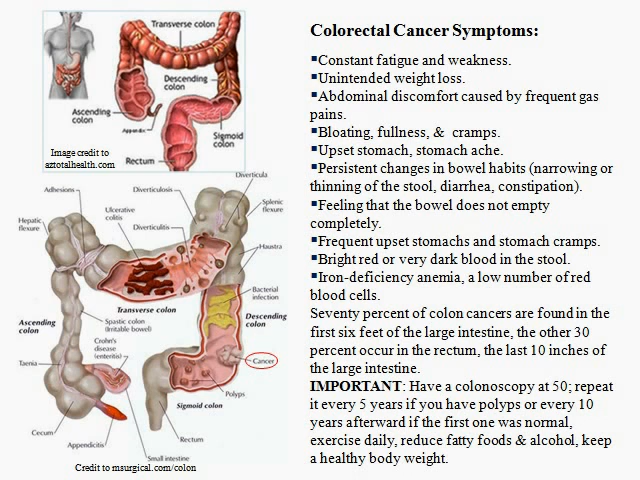 Transverse colon
Descending
colon
Ascending
colon
Appendix
Sigmoid
colon
Rectum
Image credit to
aztotalhealth.com
Adhesions
Diverticulosis
Diverticula
Splenic
flexure
Ulcerative
colitis
Diverticulitis
Hepatic
flexure
Haustra
Bacterial
infection
Transverse colon
Descending
colon
Ascending
colon
Spastic colon
(Irritable bowel)
Crohn's
disease
(enteritis)
Taenia
Cancer
Polyps
Sigmoid colon
Cecum
Rectum
Appendicitis
Small intestine
Credit to msurgical.com/colon
Colorectal Cancer Symptoms:
▪Constant fatigue and weakness.
▪Unintended weight loss.
▪Abdominal discomfort caused by frequent gas
pains.
▪Bloating, fullness, & cramps.
▪Upset stomach, stomach ache.
▪Persistent changes in bowel habits (narrowing or
thinning of the stool, diarrhea, constipation).
▪Feeling that the bowel does not empty
completely.
▪Frequent upset stomachs and stomach cramps.
▪Bright red or very dark blood in the stool.
▪Iron-deficiency anemia, a low number of red
blood cells.
Seventy percent of colon cancers are found in the
first six feet of the large intestine, the other 30
percent occur in the rectum, the last 10 inches of
the large intestine.
IMPORTANT: Have a colonoscopy at 50; repeat
it every 5 years if you have polyps or every 10
years afterward if the first one was normal,
exercise daily, reduce fatty foods & alcohol, keep
a healthy body weight.